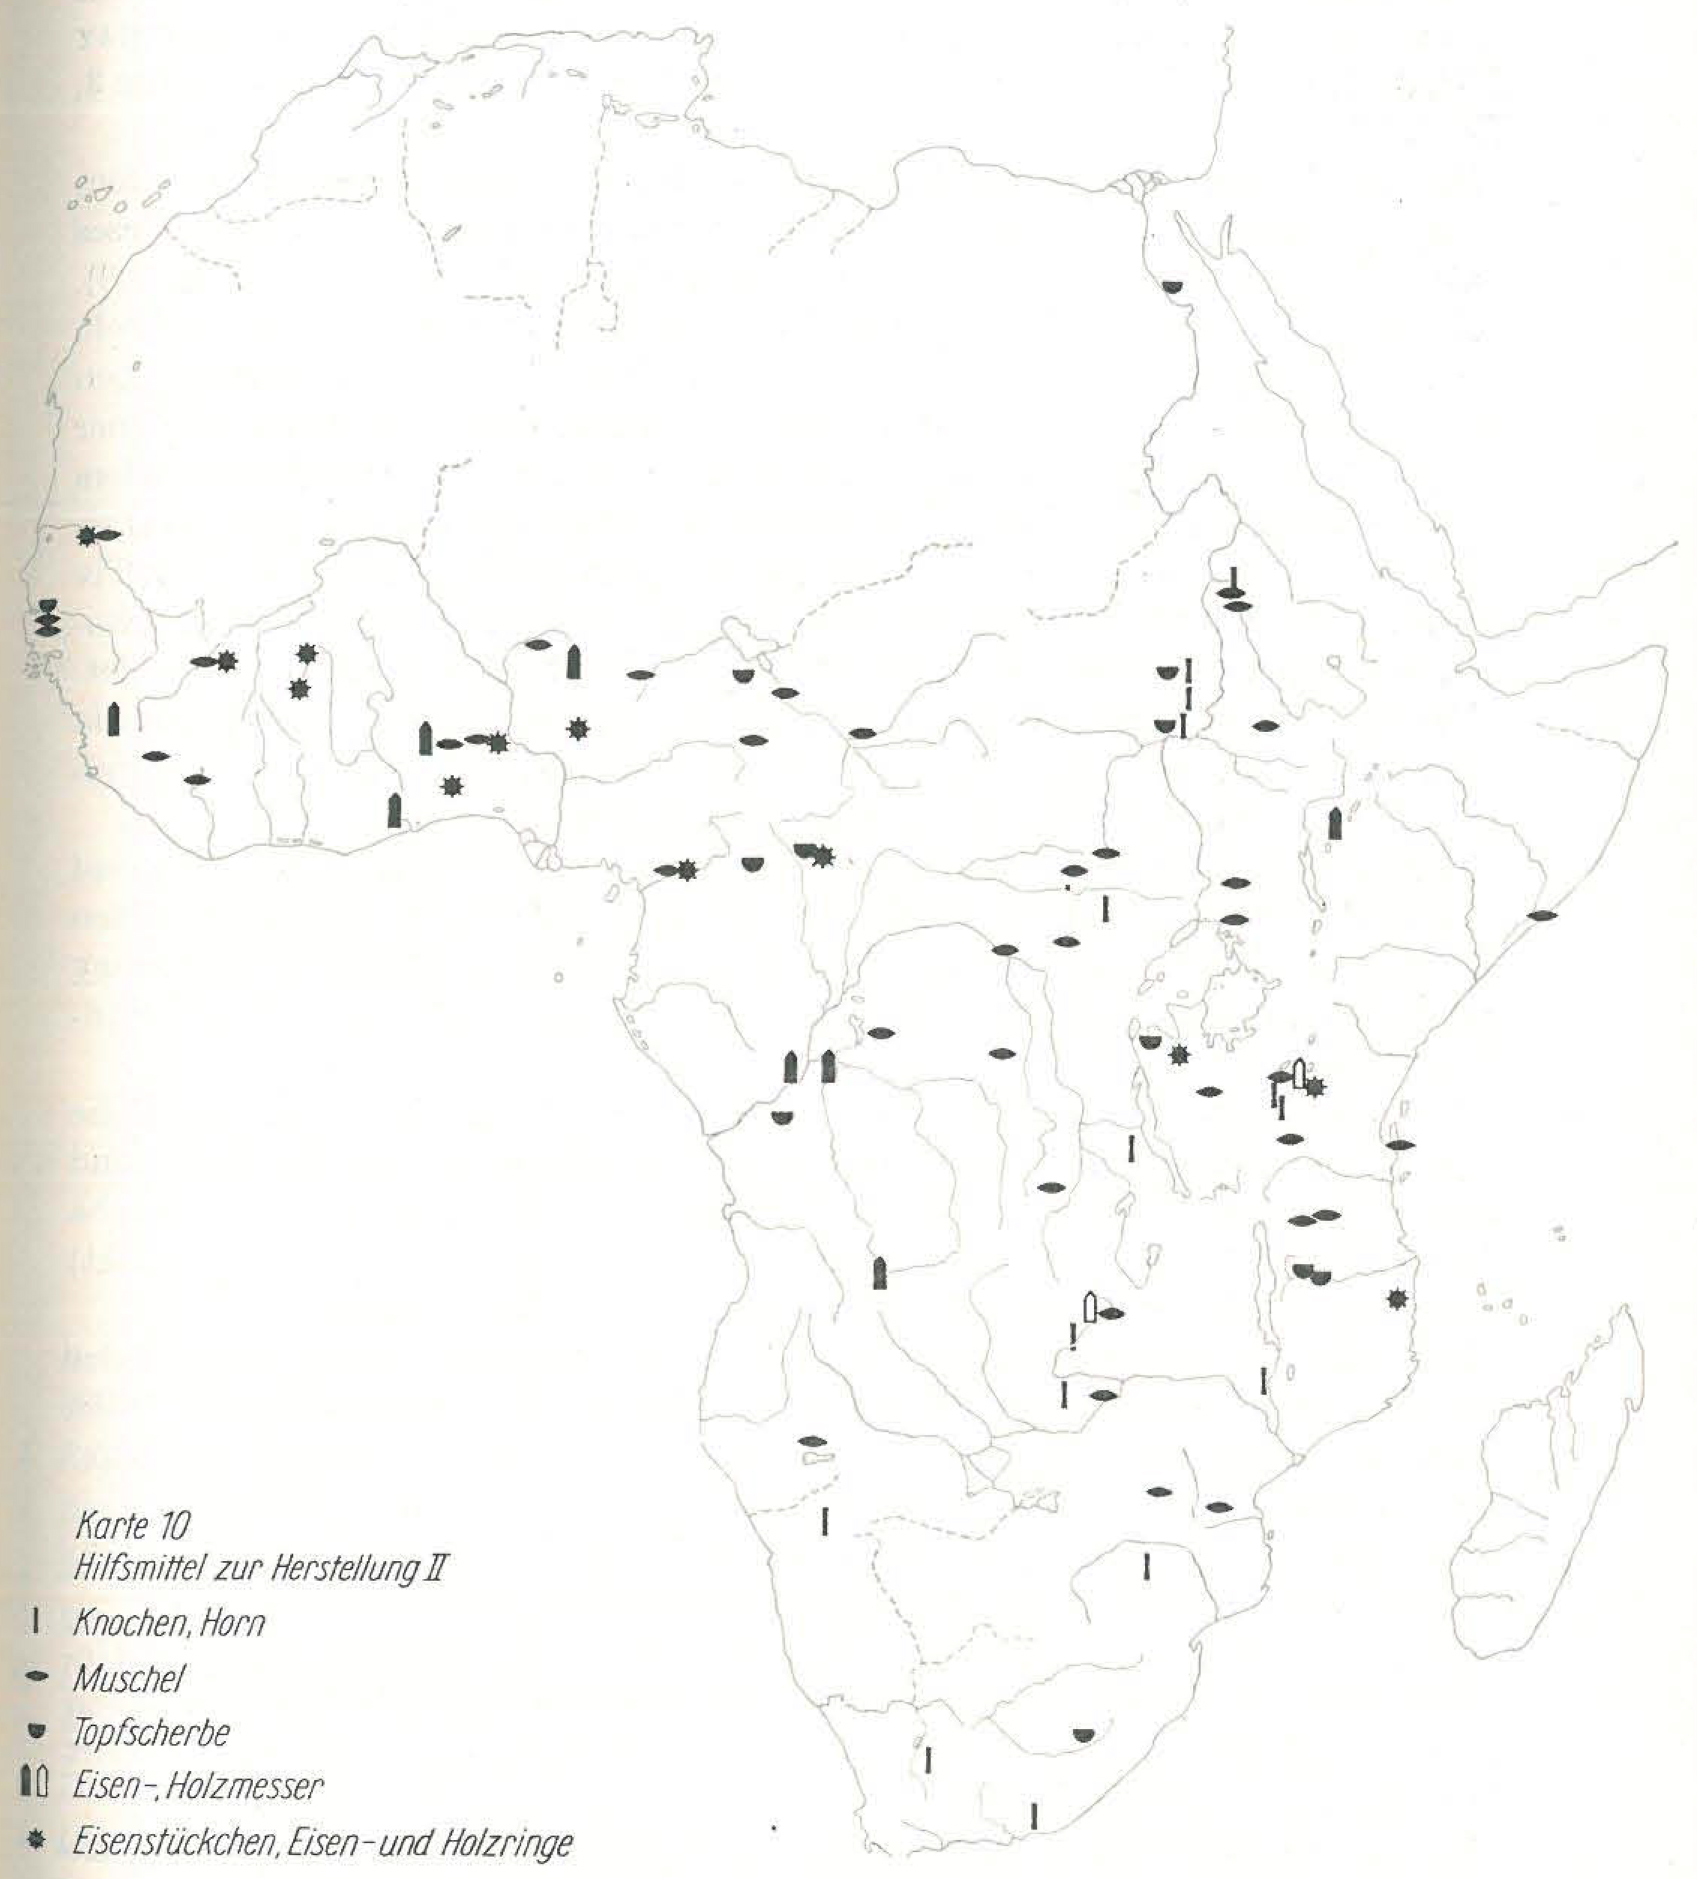 Karte 10
Hilfsmittel zur Herstellung II
Knochen, Horn
Muschel
Topfscherbe
Eisen-, Holzmesser
Eisenstückchen, Eisen- und Holzringe